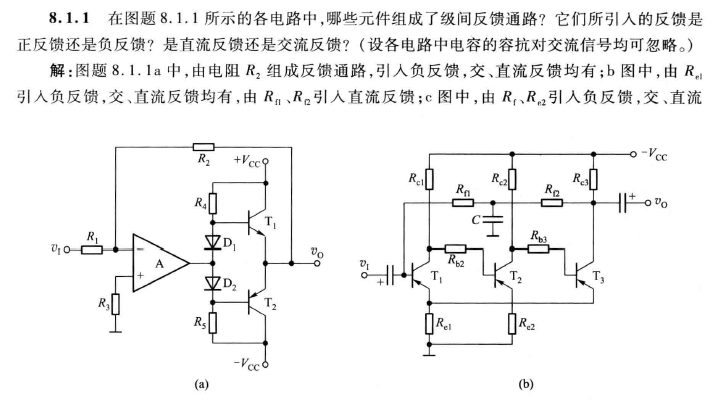 8.1.1 在图题 8.1.1 所示的各电路中,哪些元件组成了级间反馈通路? 它们所引入的反馈是
正反馈还是负反馈? 是直流反馈还是交流反馈? (设各电路中电容的容抗对交流信号均可忽略。)
解:图题 8.1.1a 中,由电阻 R₂ 组成反馈通路,引入负反馈,交、直流反馈均有;b 图中,由 Re1
引入负反馈,交、直流反馈均有,由 Rf1、Rf2引入直流反馈;c 图中,由 Rf、Re2引入负反馈,交、直流
R₂
+VCC
R₄
T₁
R₁
vI
−
A
+
D₁
D₂
vO
R₃
T₂
R₅
−VCC
(a)
−VCC
Rc1
Rf1
Rc2
Rf2
Rc3
+
vO
C
Rb3
vI
+
T₁
Rb2
T₂
T₃
Re1
Re2
(b)